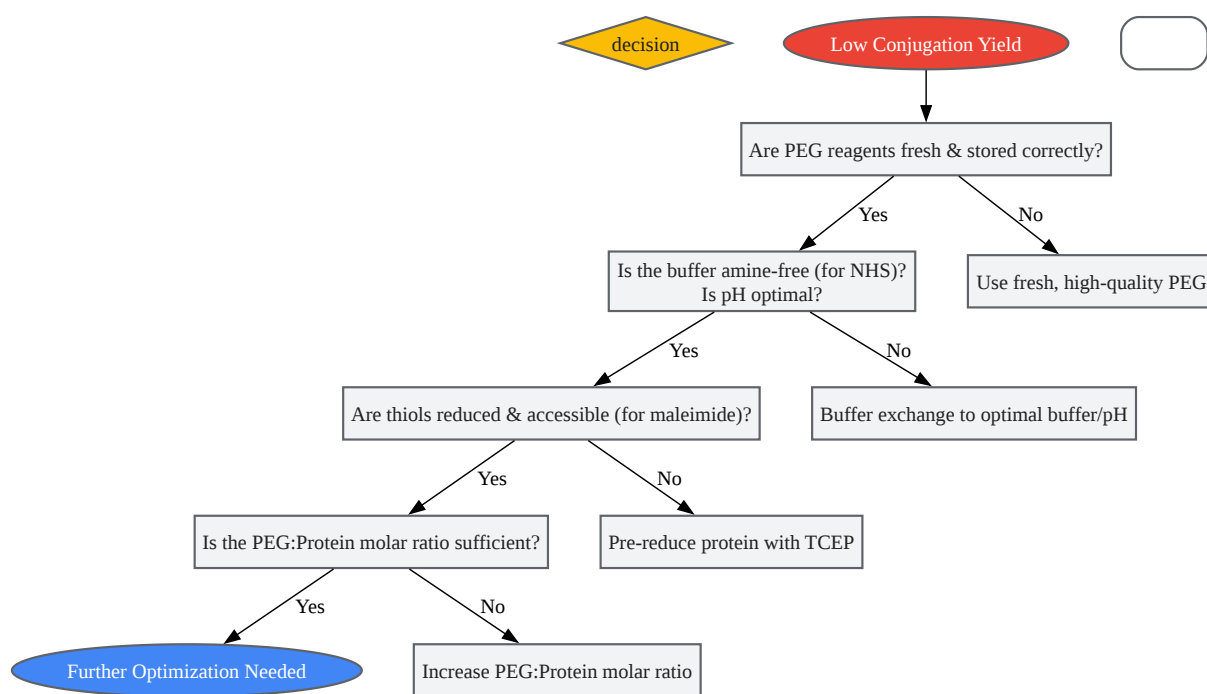 decision
Low Conjugation Yield
Are PEG reagents fresh & stored correctly?
Yes
No
Is the buffer amine-free (for NHS)?
Is pH optimal?
Use fresh, high-quality PEG
Yes
No
Are thiols reduced & accessible (for maleimide)?
Buffer exchange to optimal buffer/pH
Yes
No
Is the PEG:Protein molar ratio sufficient?
Pre-reduce protein with TCEP
Yes
No
Further Optimization Needed
Increase PEG:Protein molar ratio